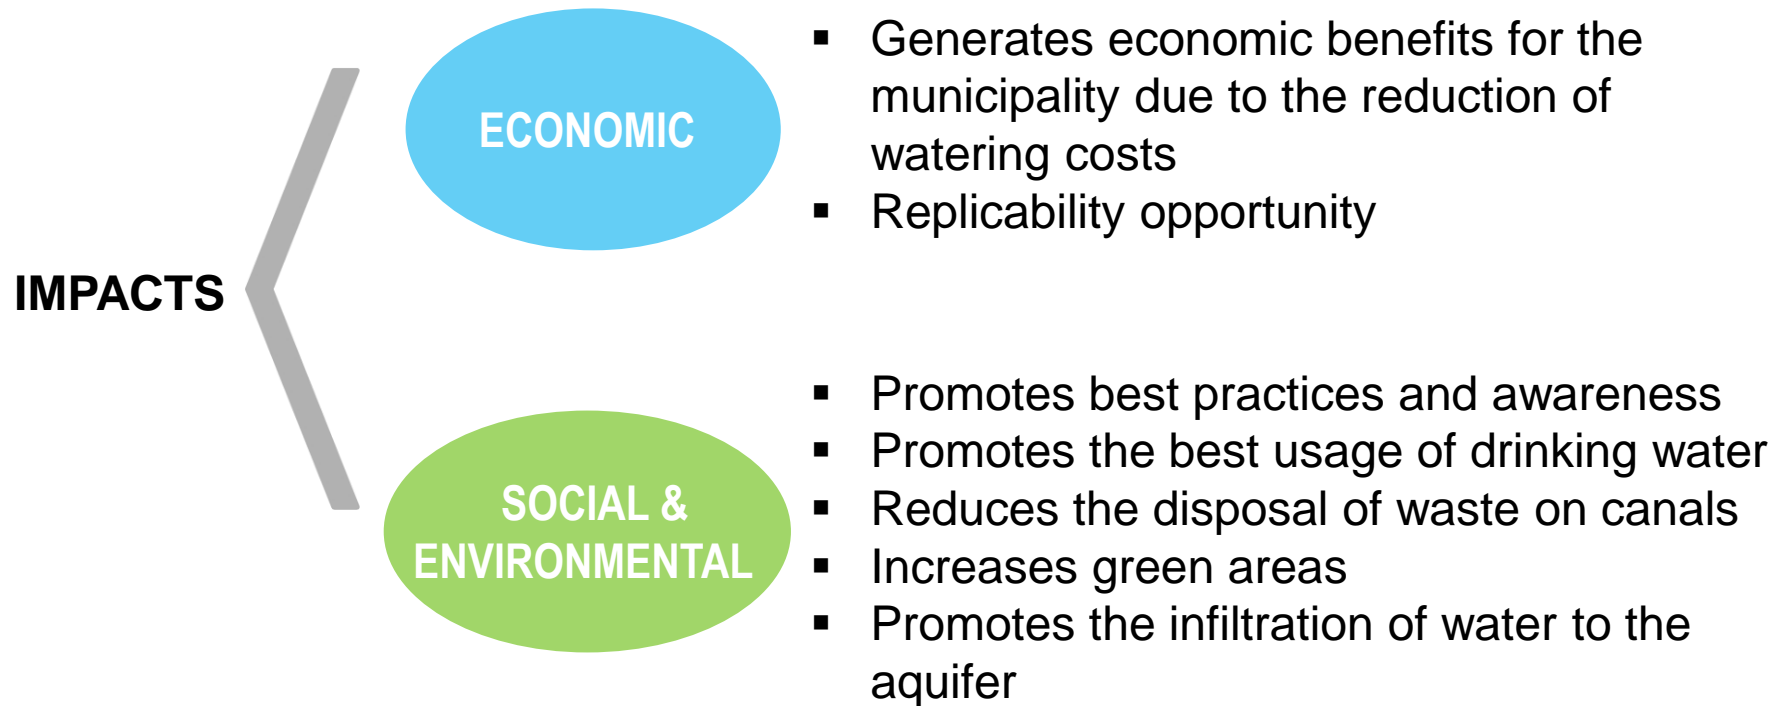 IMPACTS
ECONOMIC
▪ Generates economic benefits for the
municipality due to the reduction of
watering costs
▪ Replicability opportunity
SOCIAL &
ENVIRONMENTAL
▪ Promotes best practices and awareness
▪ Promotes the best usage of drinking water
▪ Reduces the disposal of waste on canals
▪ Increases green areas
▪ Promotes the infiltration of water to the
aquifer